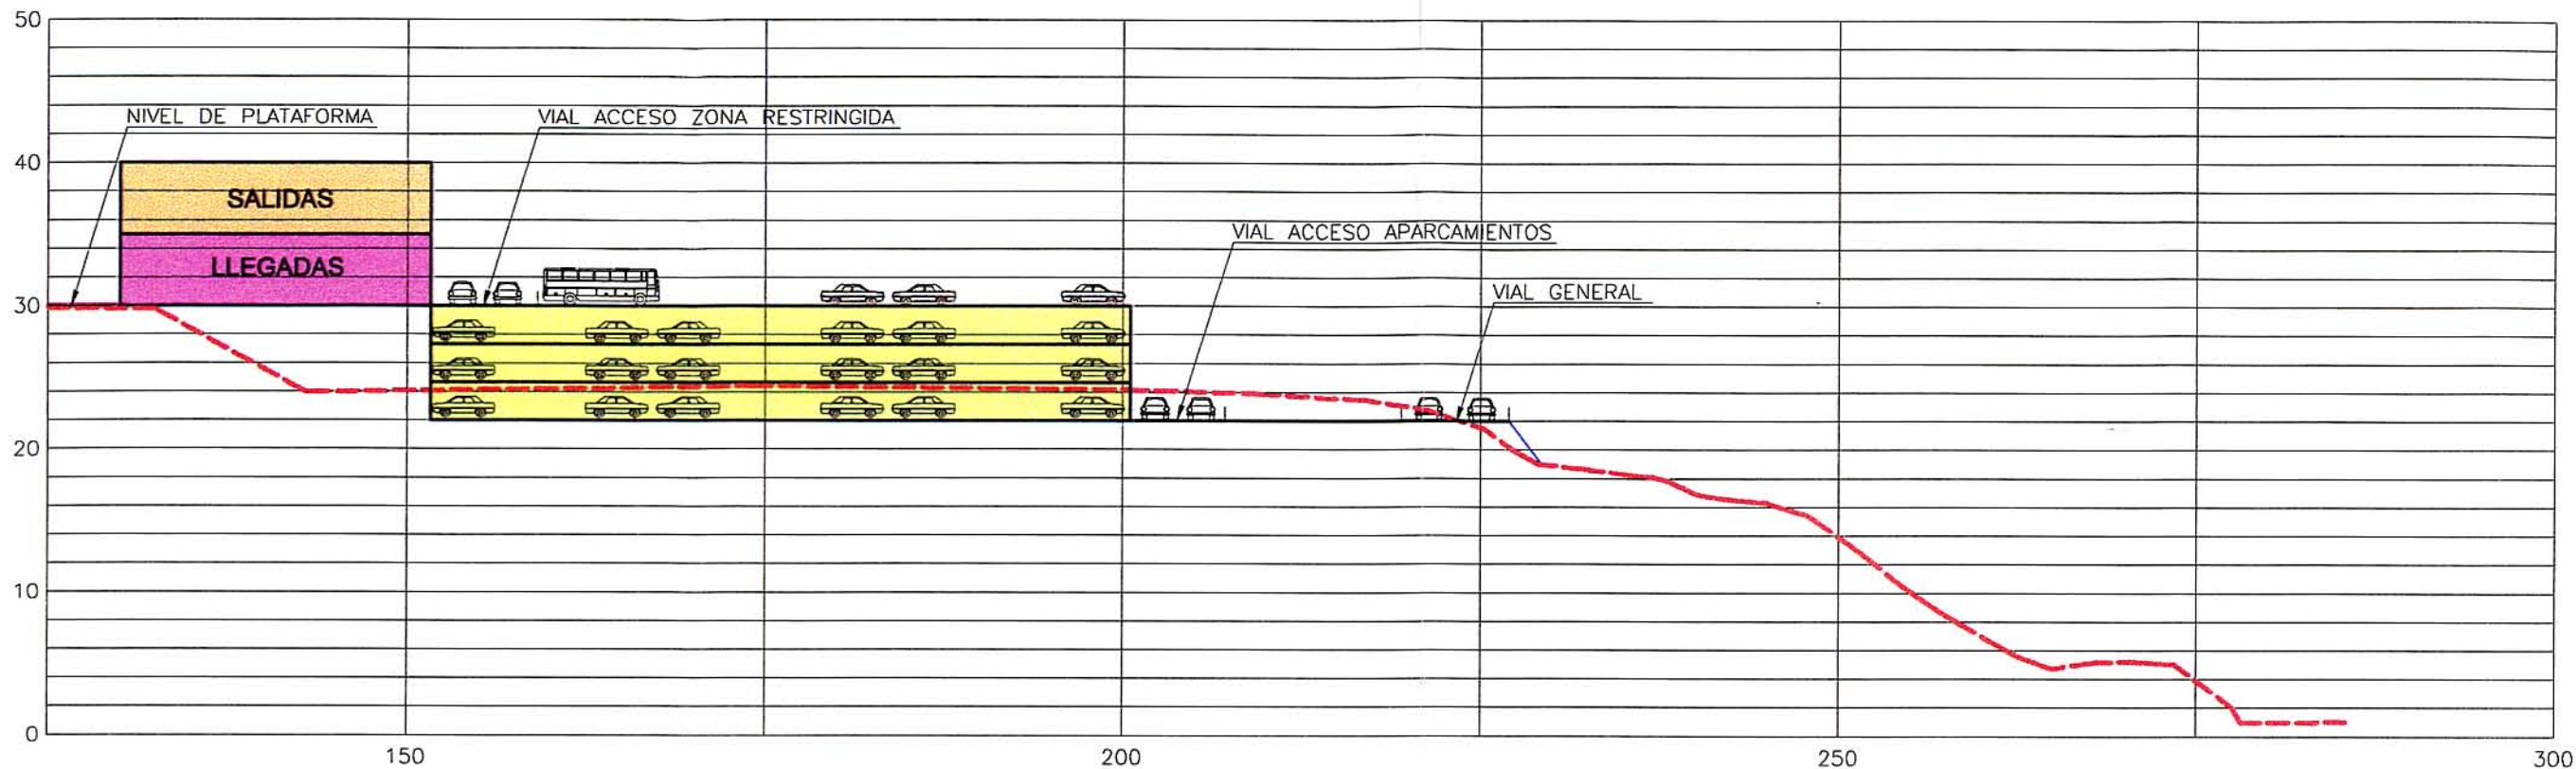 50
NIVEL DE PLATAFORMA
VIAL ACCESO ZONA RESTRINGIDA
40
SALIDAS
VIAL ACCESO APARCAMIENTOS
LLEGADAS
VIAL GENERAL
30
20
10
0
150
200
250
300